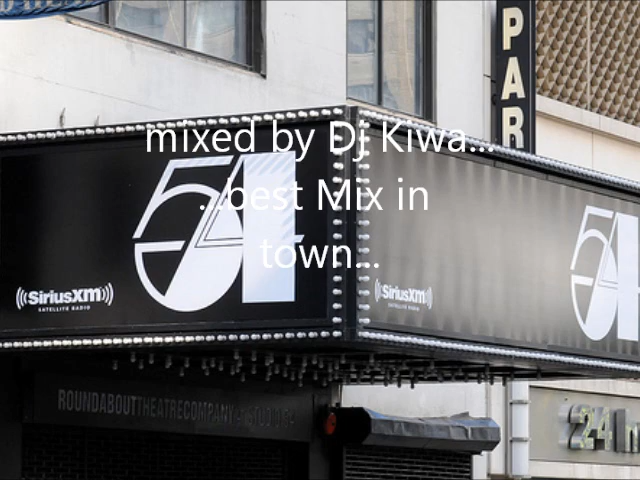 PAR
mixed by Dj Kiwa...
...best Mix in
town...
54
54
SiriusXM
SATELLITE RADIO
SiriusXM
SATELLITE RADIO
ROUNDABOUTTHEATRECOMPANY
24